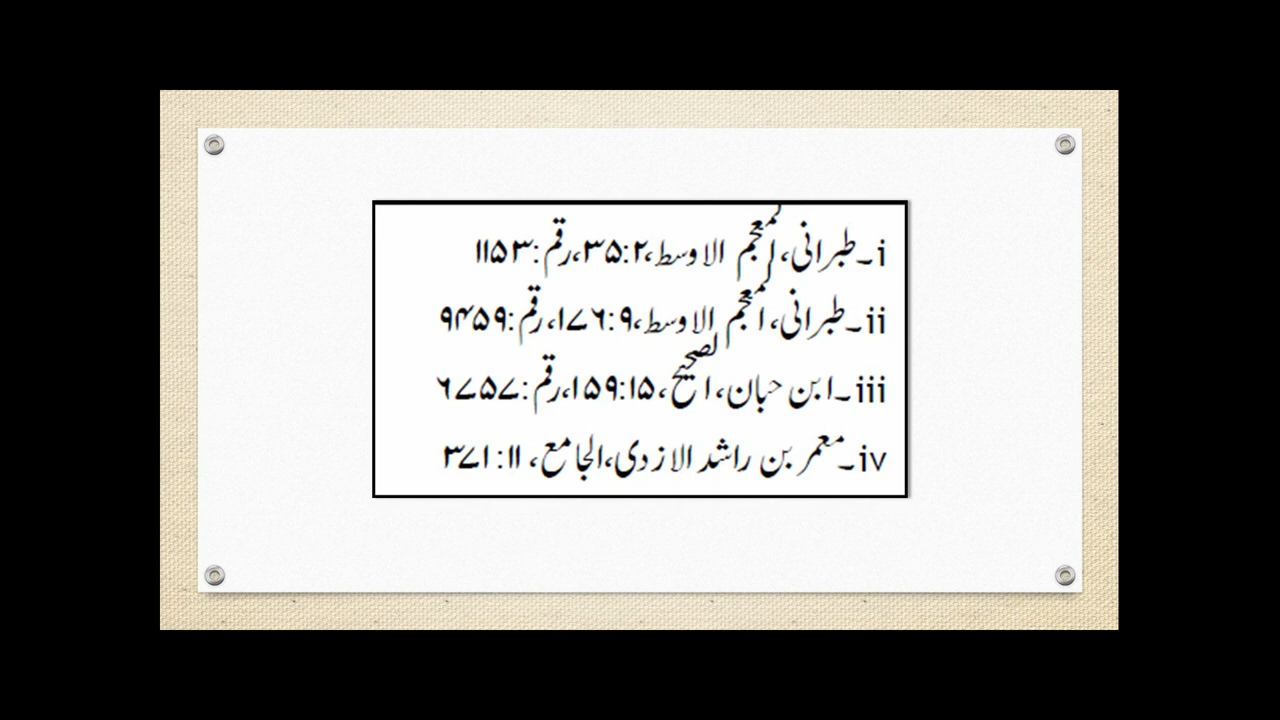 i۔طبرانی، المعجم الاوسط،۳۵:۲،رقم:۱۱۵۳
ii۔طبرانی، المعجم الاوسط،۱۷۶:۹،رقم:۹۴۵۹
iii۔ابن حبان، الصحیح،۱۵۹:۱۵،رقم:۶۷۵۷
iv۔معمر بن راشد الازدی،الجامع، ۳۷۱:۱۱